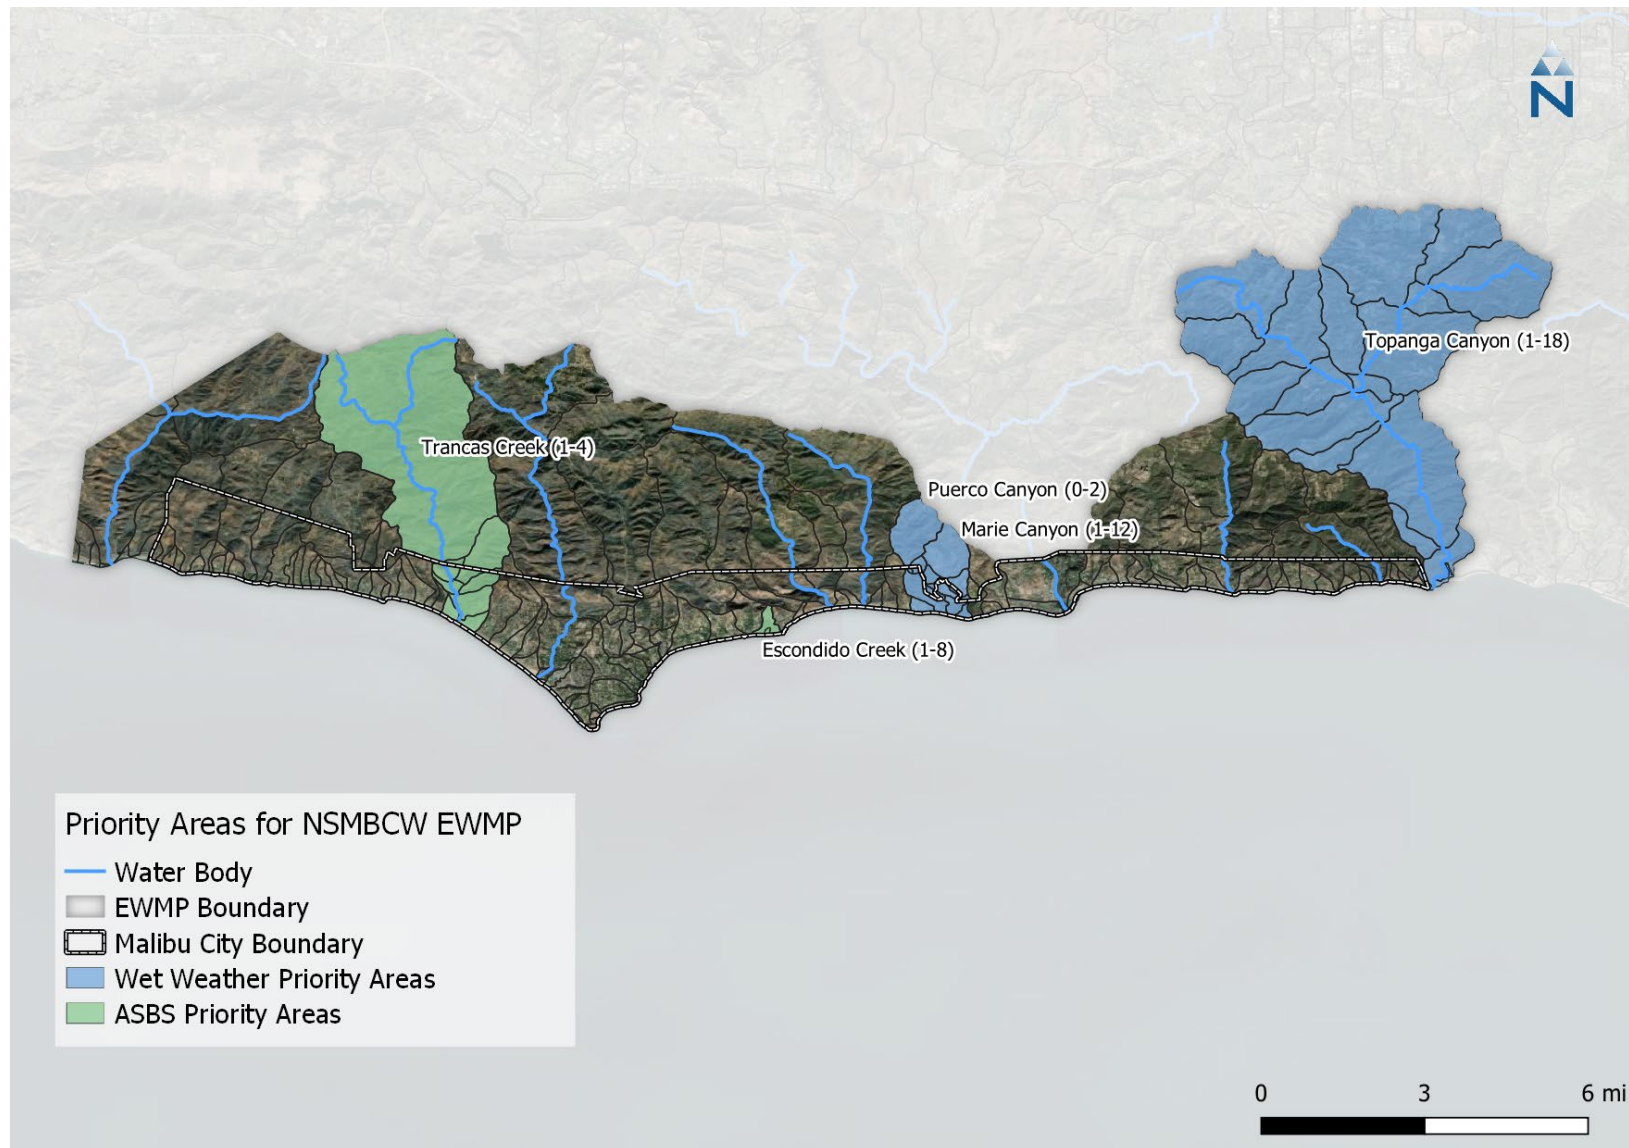 N
Topanga Canyon (1-18)
Trancas Creek (1-4)
Puerco Canyon (0-2)
Marie Canyon (1-12)
Escondido Creek (1-8)
Priority Areas for NSMBCW EWMP
Water Body
EWMP Boundary
Malibu City Boundary
Wet Weather Priority Areas
ASBS Priority Areas
0 3 6 mi